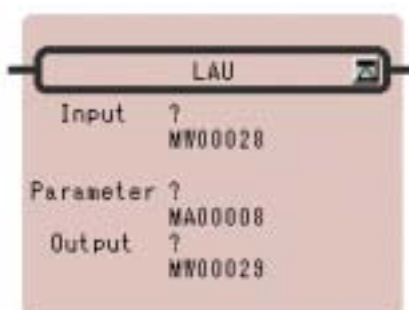 LAU
Input ?
MW00028
Parameter ?
MA00008
Output ?
MW00029